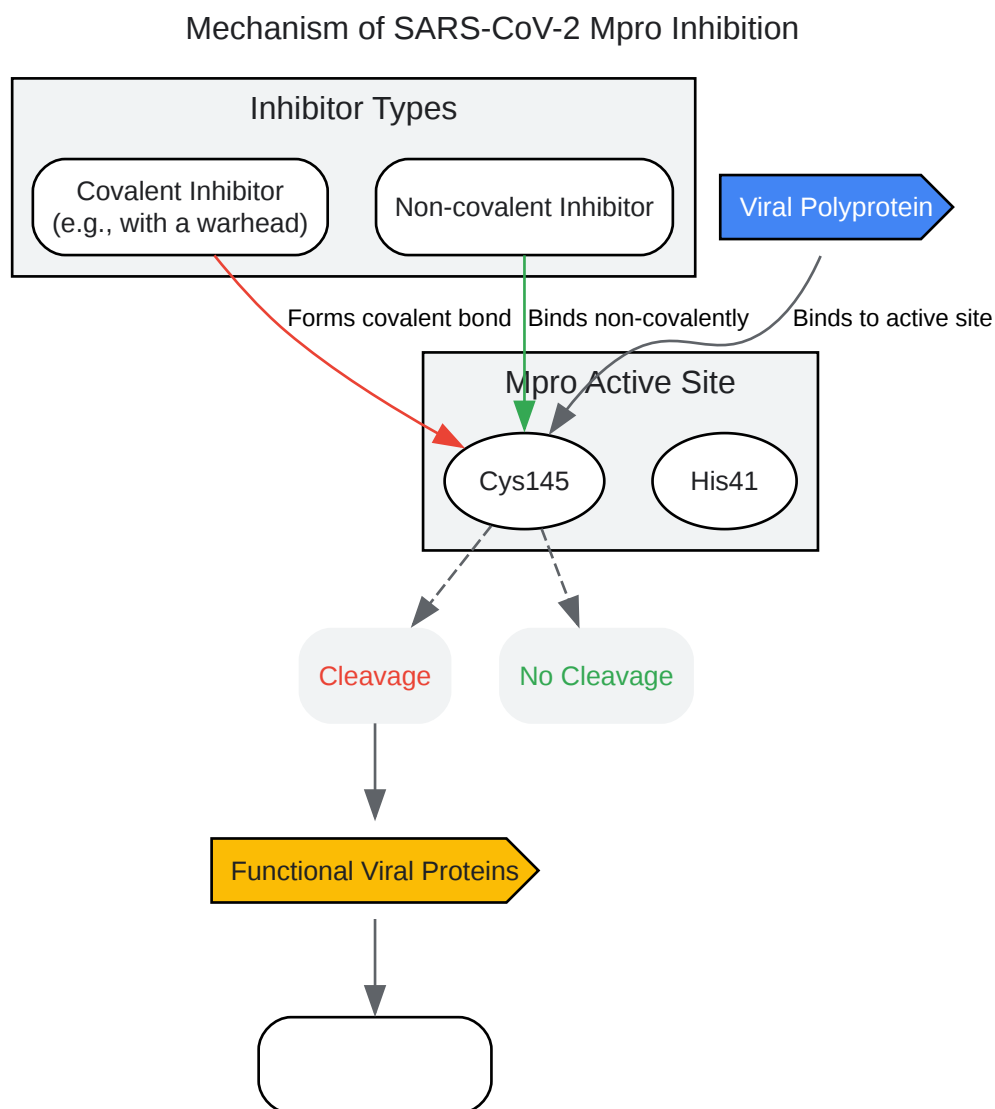 Mechanism of SARS-CoV-2 Mpro Inhibition
Inhibitor Types
Covalent Inhibitor
(e.g., with a warhead)
Non-covalent Inhibitor
Viral Polyprotein
Forms covalent bond
Binds non-covalently
Binds to active site
Mpro Active Site
Cys145
His41
Cleavage
No Cleavage
Functional Viral Proteins